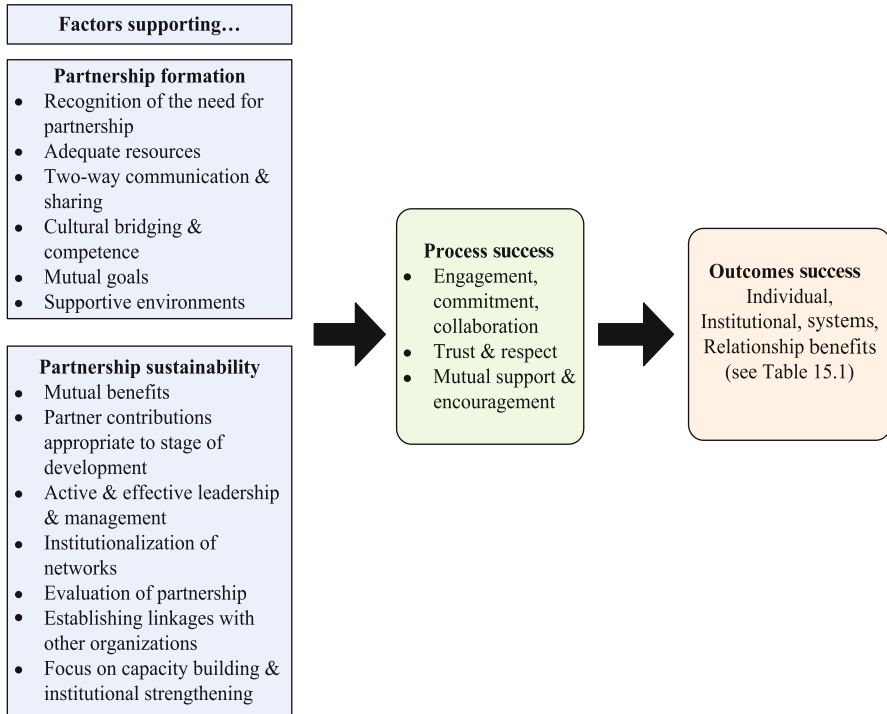 Factors supporting…
Partnership formation
• Recognition of the need for
partnership
• Adequate resources
• Two-way communication &
sharing
• Cultural bridging &
competence
• Mutual goals
• Supportive environments
Partnership sustainability
• Mutual benefits
• Partner contributions
appropriate to stage of
development
• Active & effective leadership
& management
• Institutionalization of
networks
• Evaluation of partnership
• Establishing linkages with
other organizations
• Focus on capacity building &
institutional strengthening
Process success
• Engagement,
commitment,
collaboration
• Trust & respect
• Mutual support &
encouragement
Outcomes success
Individual,
Institutional, systems,
Relationship benefits
(see Table 15.1)